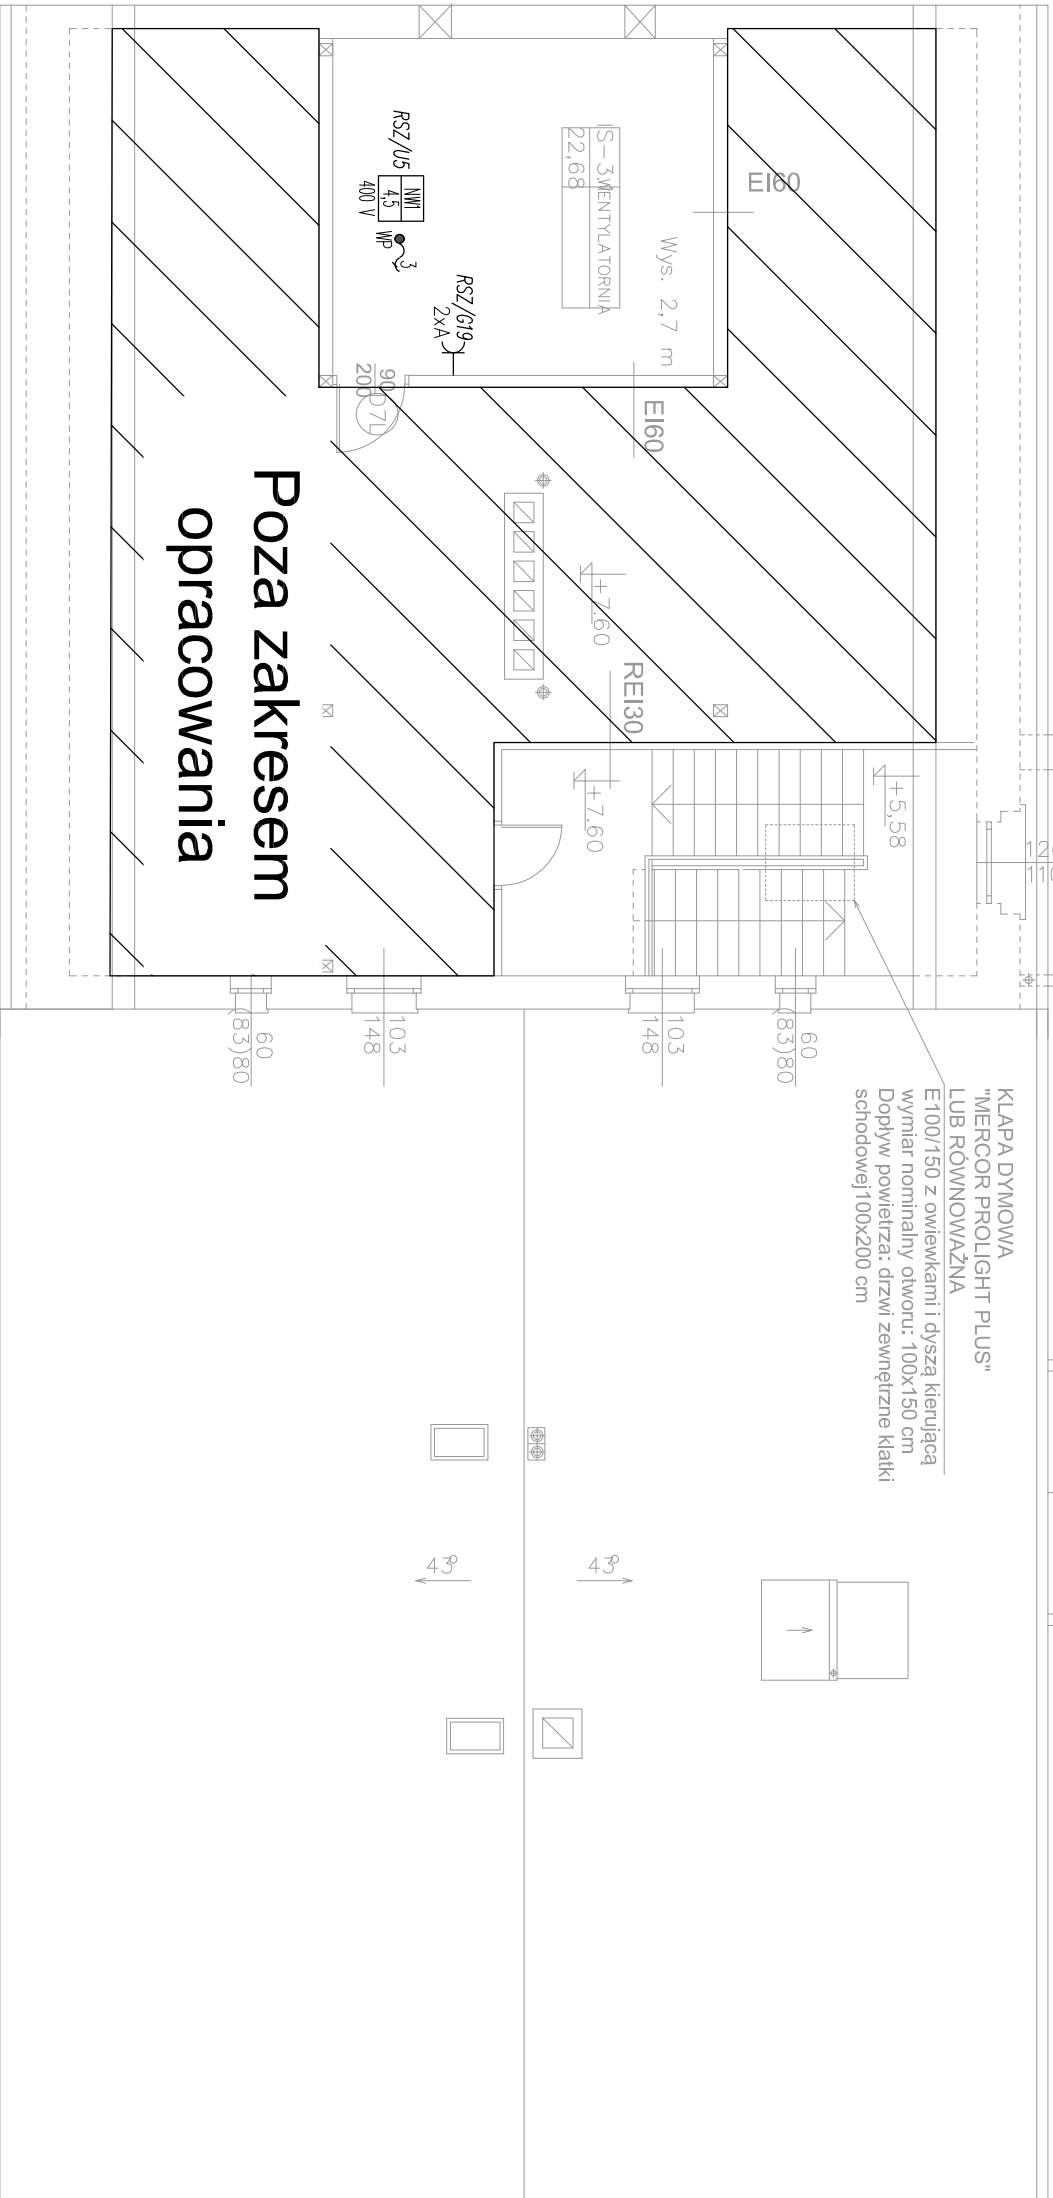 EI60
IS-3
WENTYLATORNIA
22,68
Wys. 2,7 m
RSZ/U5
NW1
4,5
400 V
WP
3
RSZ/G19
2xA
90
200
D7L
EI60
+7.60
REI30
+7.60
+5,58
Poza zakresem
opracowania
60
(83)80
103
148
103
148
60
(83)80
KLAPA DYMOWA
"MERCOR PROLIGHT PLUS"
LUB RÓWNOWAŻNA
E100/150 z owiewkami i dyszą kierującą
wymiar nominalny otworu: 100x150 cm
Dopływ powietrza: drzwi zewnętrzne klatki
schodowej100x200 cm
43°
43°